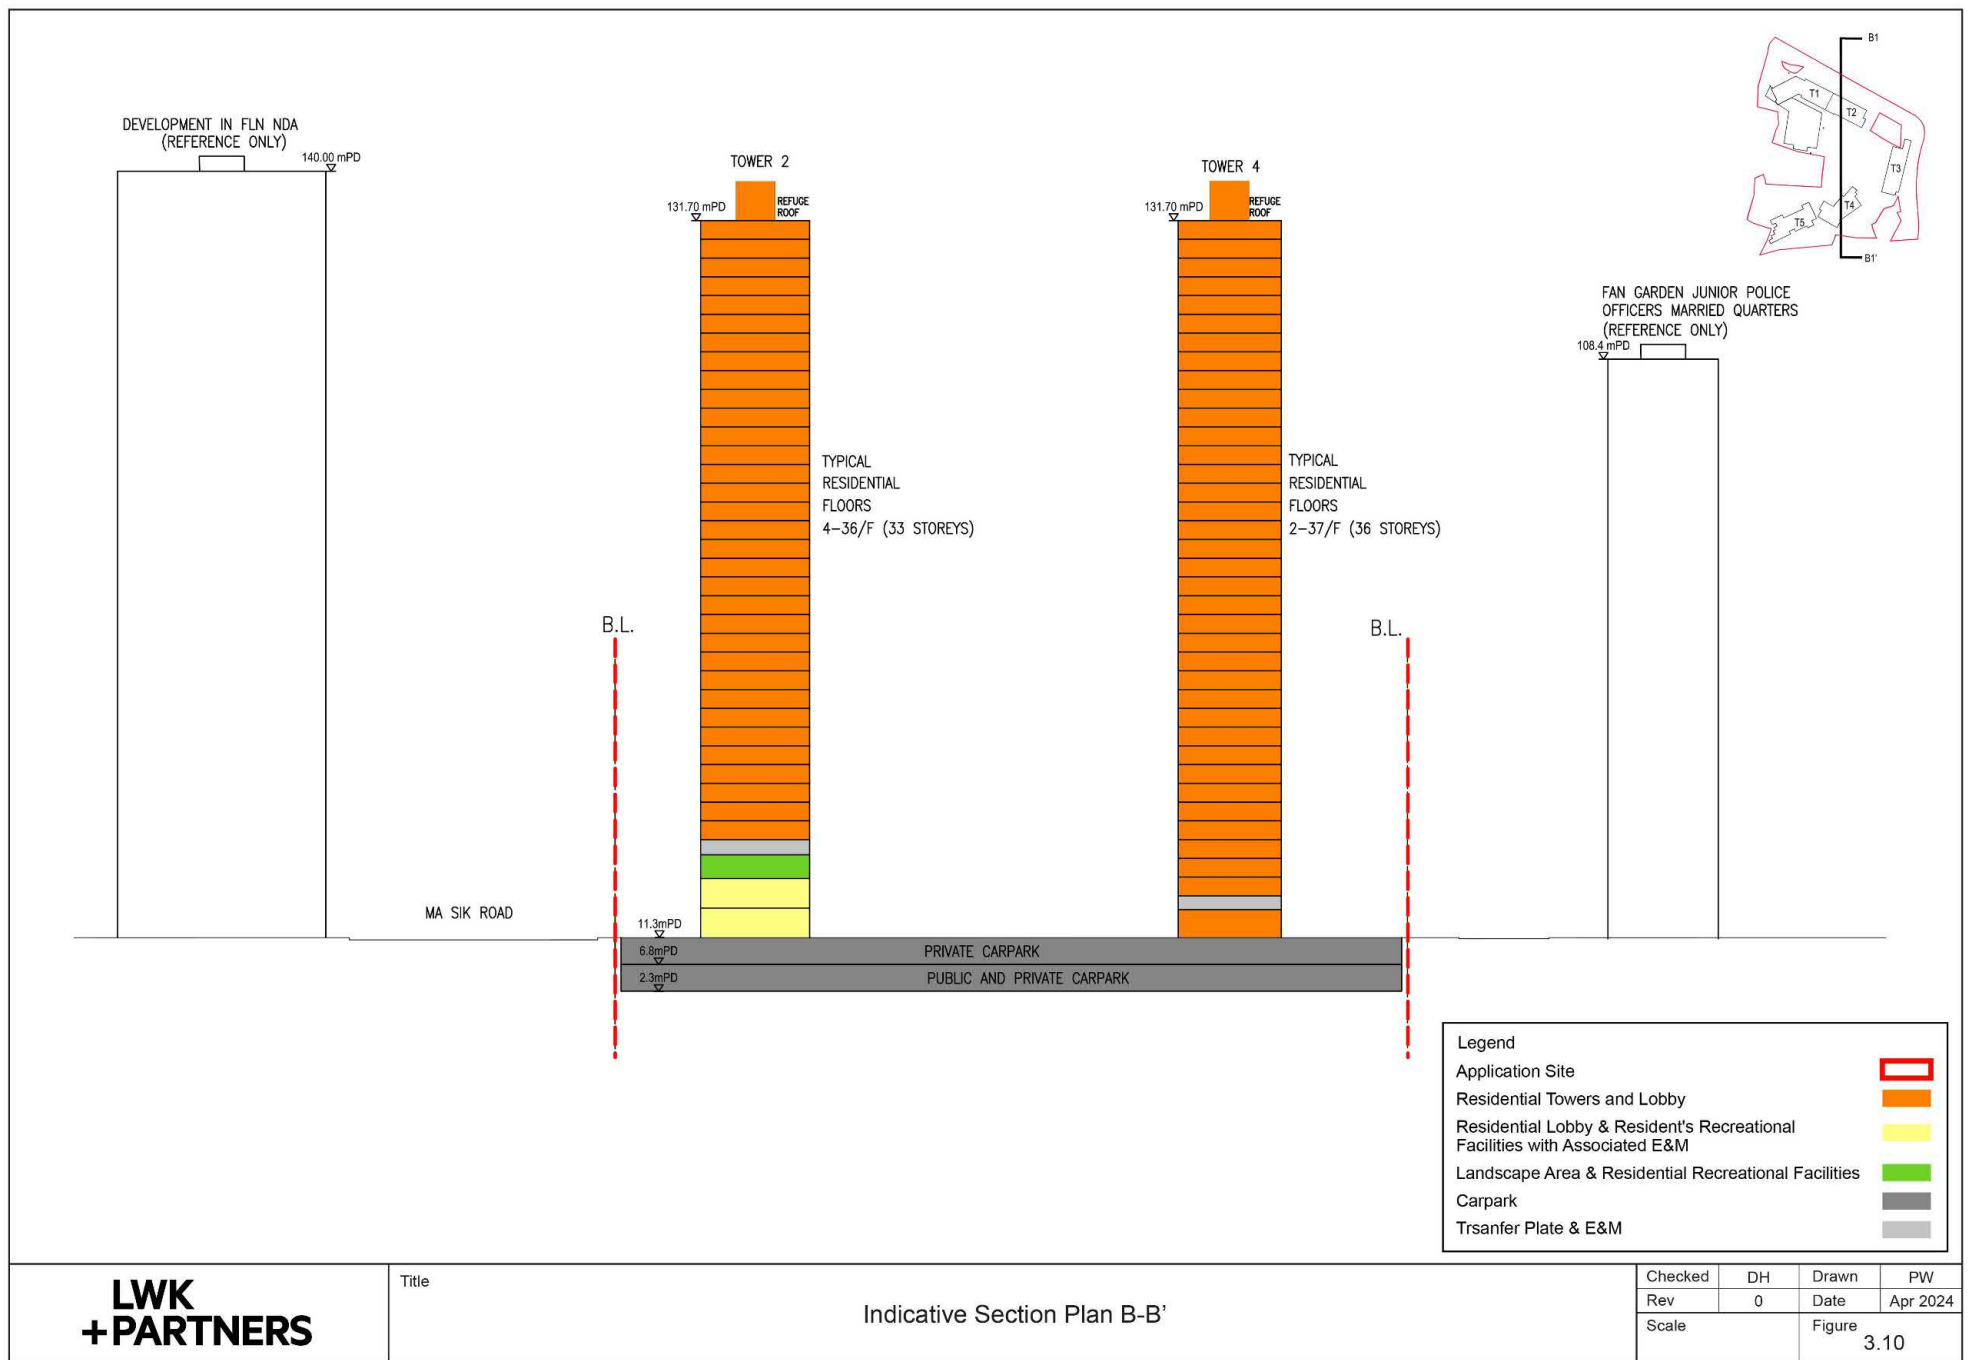 B1
T1
T2
T3
T4
T5
B1'
DEVELOPMENT IN FLN NDA
(REFERENCE ONLY)
140.00 mPD
TOWER 2
131.70 mPD
REFUGE
ROOF
TOWER 4
131.70 mPD
REFUGE
ROOF
FAN GARDEN JUNIOR POLICE
OFFICERS MARRIED QUARTERS
(REFERENCE ONLY)
108.4 mPD
TYPICAL
RESIDENTIAL
FLOORS
4-36/F (33 STOREYS)
TYPICAL
RESIDENTIAL
FLOORS
2-37/F (36 STOREYS)
B.L.
B.L.
MA SIK ROAD
11.3mPD
6.8mPD
PRIVATE CARPARK
2.3mPD
PUBLIC AND PRIVATE CARPARK
Legend
Application Site
Residential Towers and Lobby
Residential Lobby & Resident's Recreational
Facilities with Associated E&M
Landscape Area & Residential Recreational Facilities
Carpark
Trsanfer Plate & E&M
LWK
+PARTNERS
Title
Indicative Section Plan B-B’
Checked DH Drawn PW
Rev 0 Date Apr 2024
Scale Figure 3.10